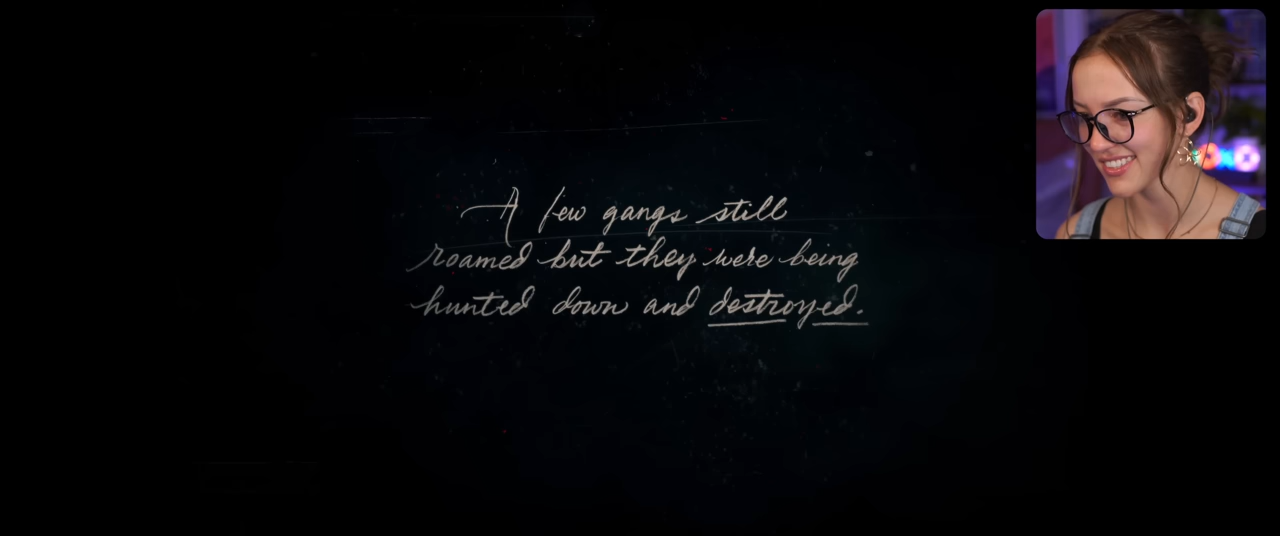 A few gangs still
roamed but they were being
hunted down and destroyed.